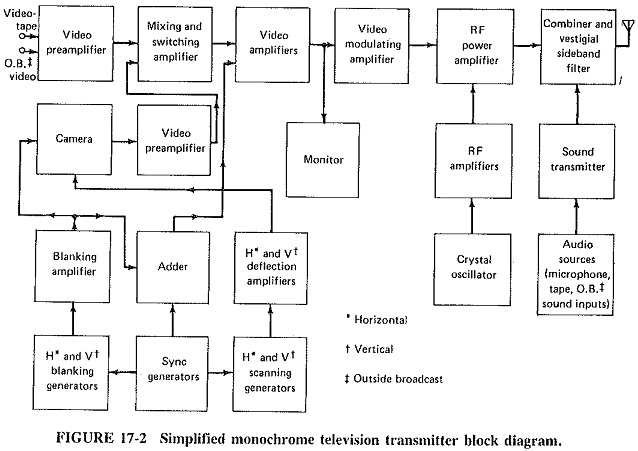 Video-
tape
O.B.‡
video
Video
preamplifier
Mixing and
switching
amplifier
Video
amplifiers
Video
modulating
amplifier
RF
power
amplifier
Combiner and
vestigial
sideband
filter
Camera
Video
preamplifier
Monitor
RF
amplifiers
Sound
transmitter
Blanking
amplifier
Adder
H* and V†
deflection
amplifiers
Crystal
oscillator
Audio
sources
(microphone,
tape, O.B.‡
sound inputs)
H* and V†
blanking
generators
Sync
generators
H* and V†
scanning
generators
* Horizontal
† Vertical
‡ Outside broadcast
FIGURE 17-2 Simplified monochrome television transmitter block diagram.